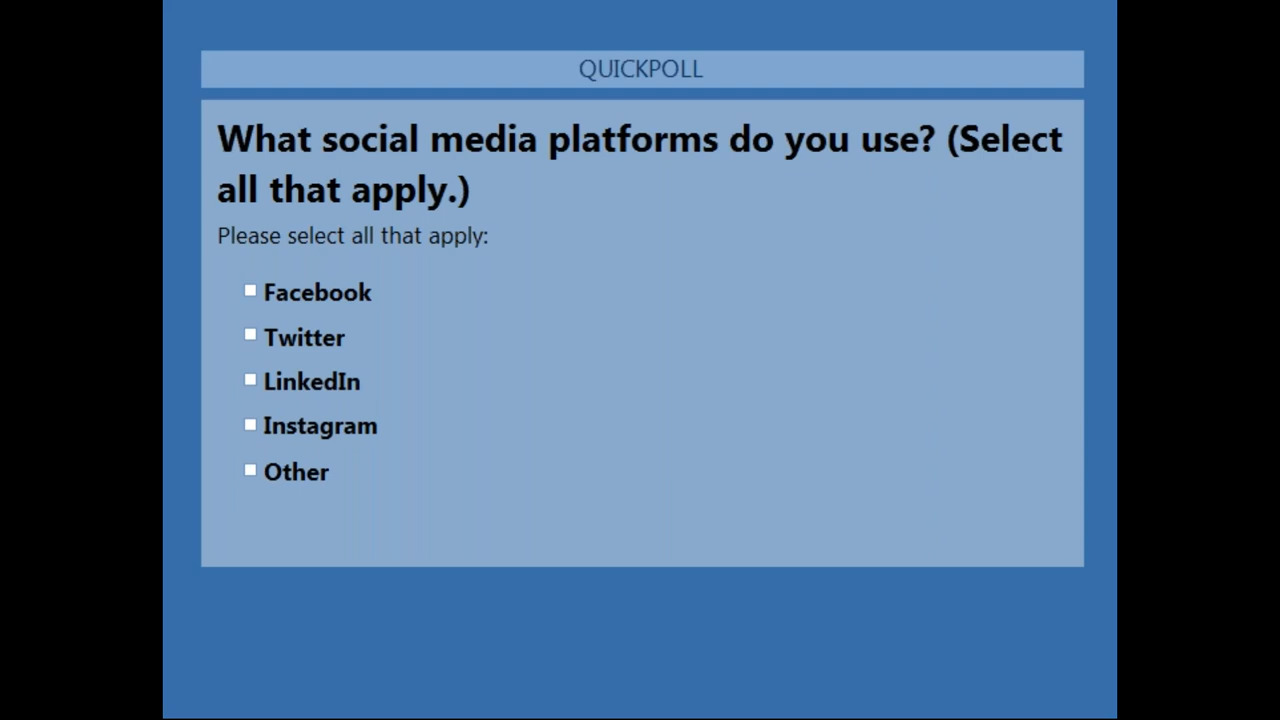 QUICKPOLL
What social media platforms do you use? (Select
all that apply.)
Please select all that apply:
Facebook
Twitter
LinkedIn
Instagram
Other